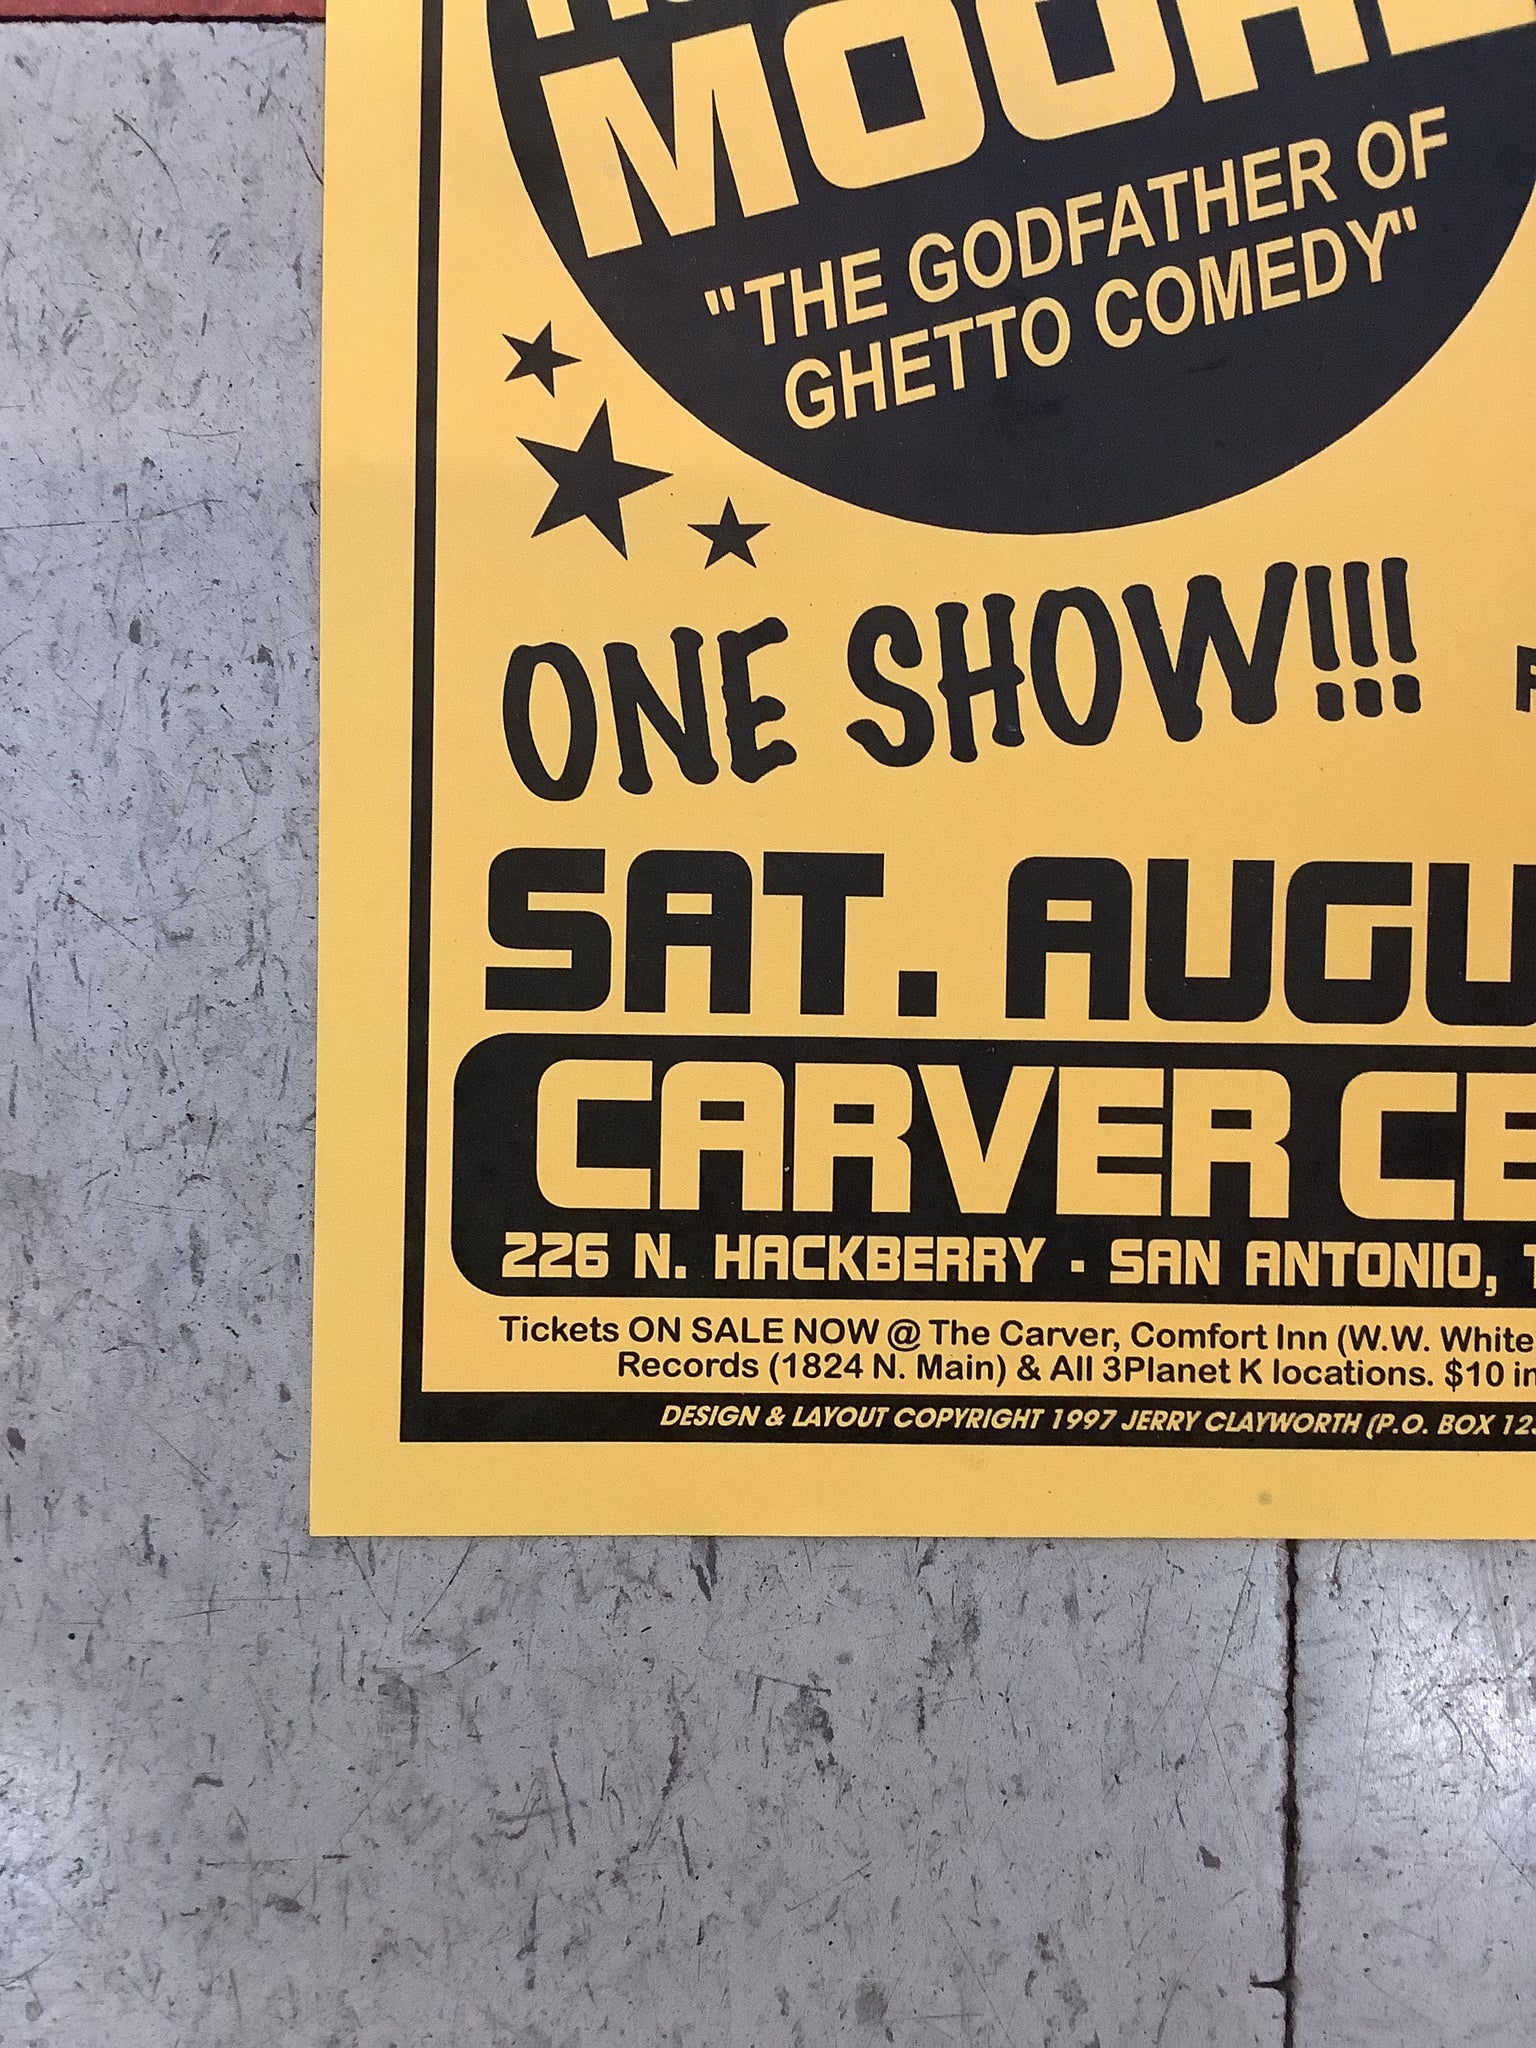 MOORE
"THE GODFATHER OF
GHETTO COMEDY"
ONE SHOW!!!
SAT. AUGU
CARVER CE
226 N. HACKBERRY - SAN ANTONIO, T
Tickets ON SALE NOW @ The Carver, Comfort Inn (W.W. White
Records (1824 N. Main) & All 3Planet K locations. $10 in
DESIGN & LAYOUT COPYRIGHT 1997 JERRY CLAYWORTH (P.O. BOX 123